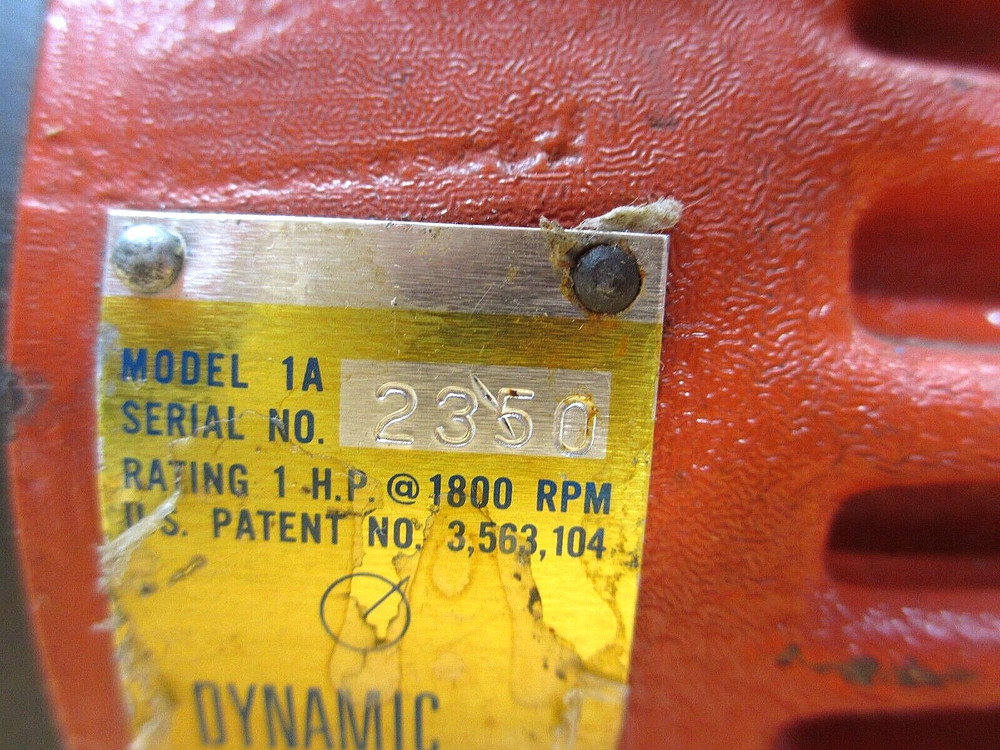 MODEL 1A
SERIAL NO. 2350
RATING 1 H.P. @ 1800 RPM
U.S. PATENT NO. 3,563,104
DYNAMIC